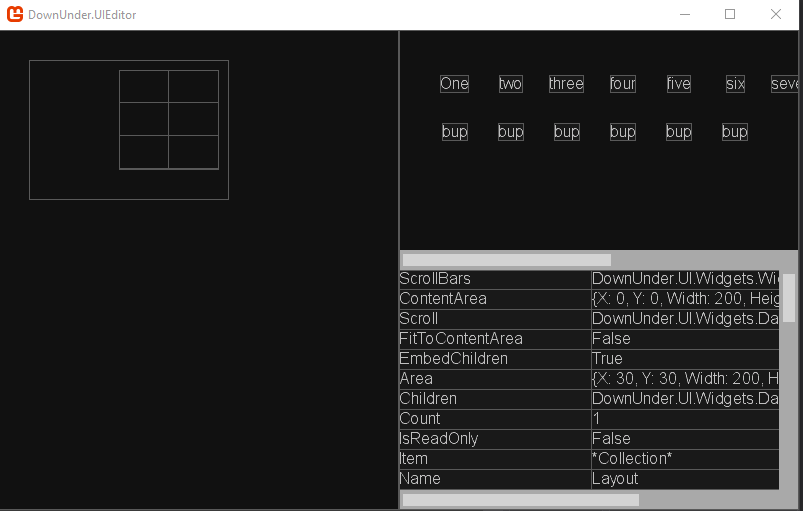 DownUnder.UIEditor
One two three four five six seve
bup bup bup bup bup bup
ScrollBars DownUnder.UI.Widgets.Wi
ContentArea {X: 0, Y: 0, Width: 200, Heig
Scroll DownUnder.UI.Widgets.Da
FitToContentArea False
EmbedChildren True
Area {X: 30, Y: 30, Width: 200, H
Children DownUnder.UI.Widgets.Da
Count 1
IsReadOnly False
Item *Collection*
Name Layout